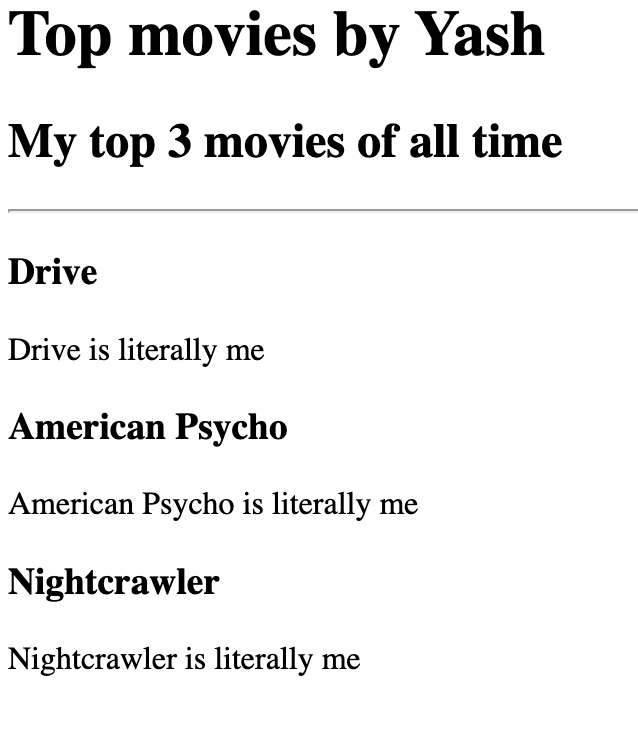 Top movies by Yash
My top 3 movies of all time
Drive
Drive is literally me
American Psycho
American Psycho is literally me
Nightcrawler
Nightcrawler is literally me